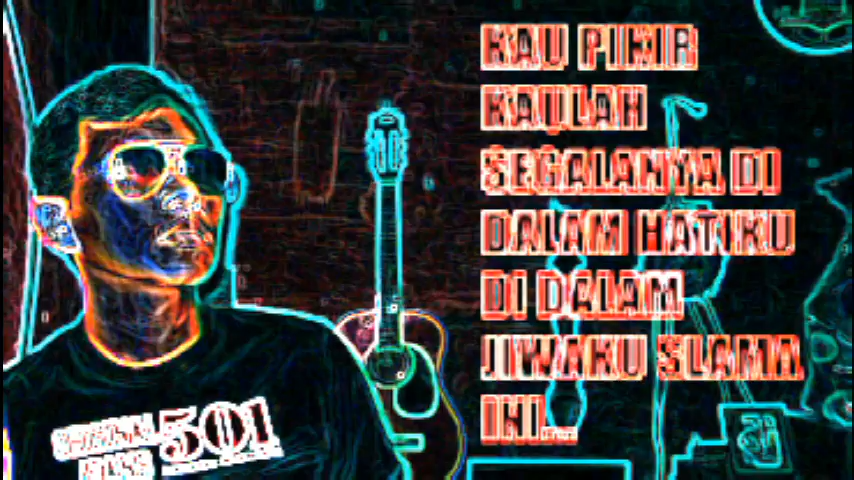 KAU PIKIR
KAULAH
SEGALANYA DI
DALAM HATIKU
DI DALAM
JIWAKU SLAMA
INI...
501